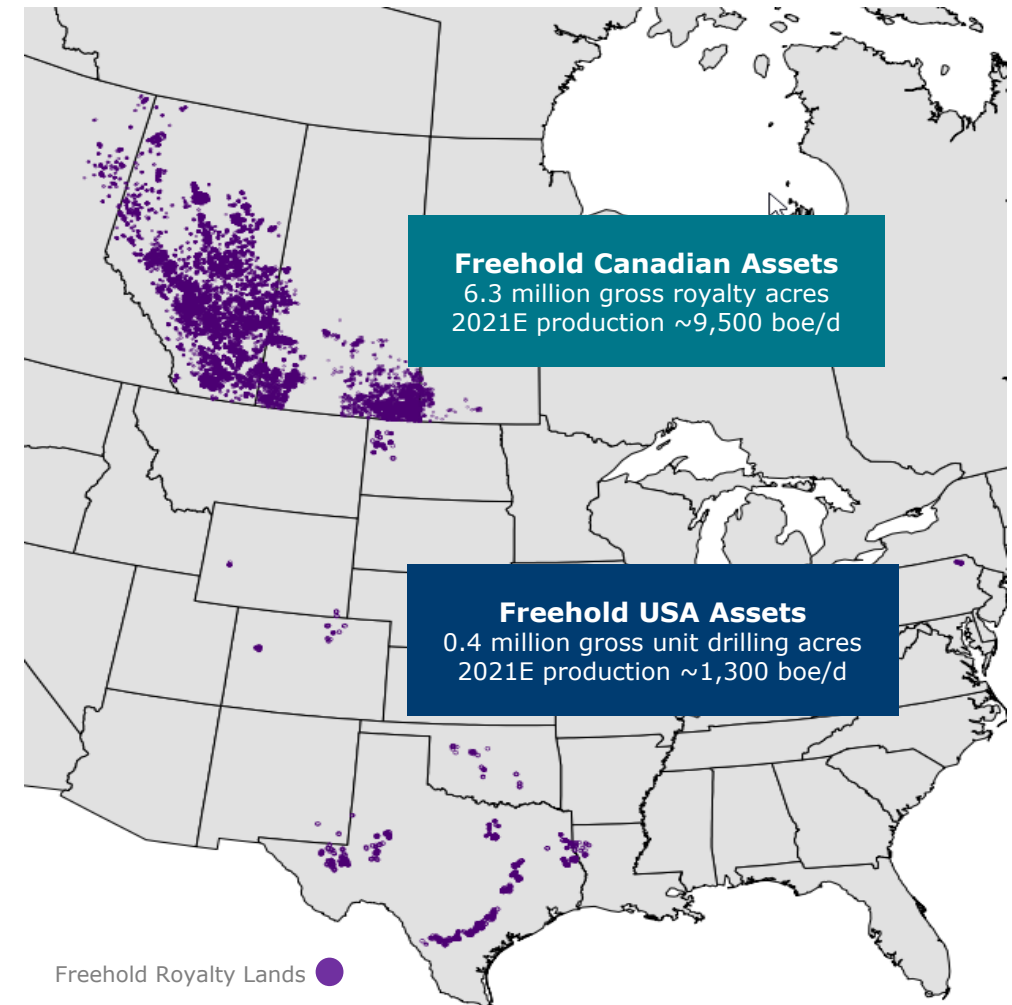 Freehold Canadian Assets
6.3 million gross royalty acres
2021E production ~9,500 boe/d
Freehold USA Assets
0.4 million gross unit drilling acres
2021E production ~1,300 boe/d
Freehold Royalty Lands